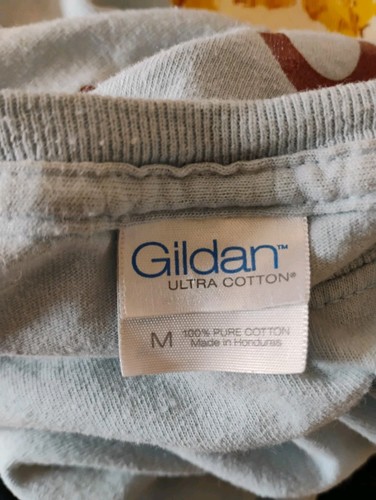 Gildan™
ULTRA COTTON®
M 100% PURE COTTON
Made in Honduras